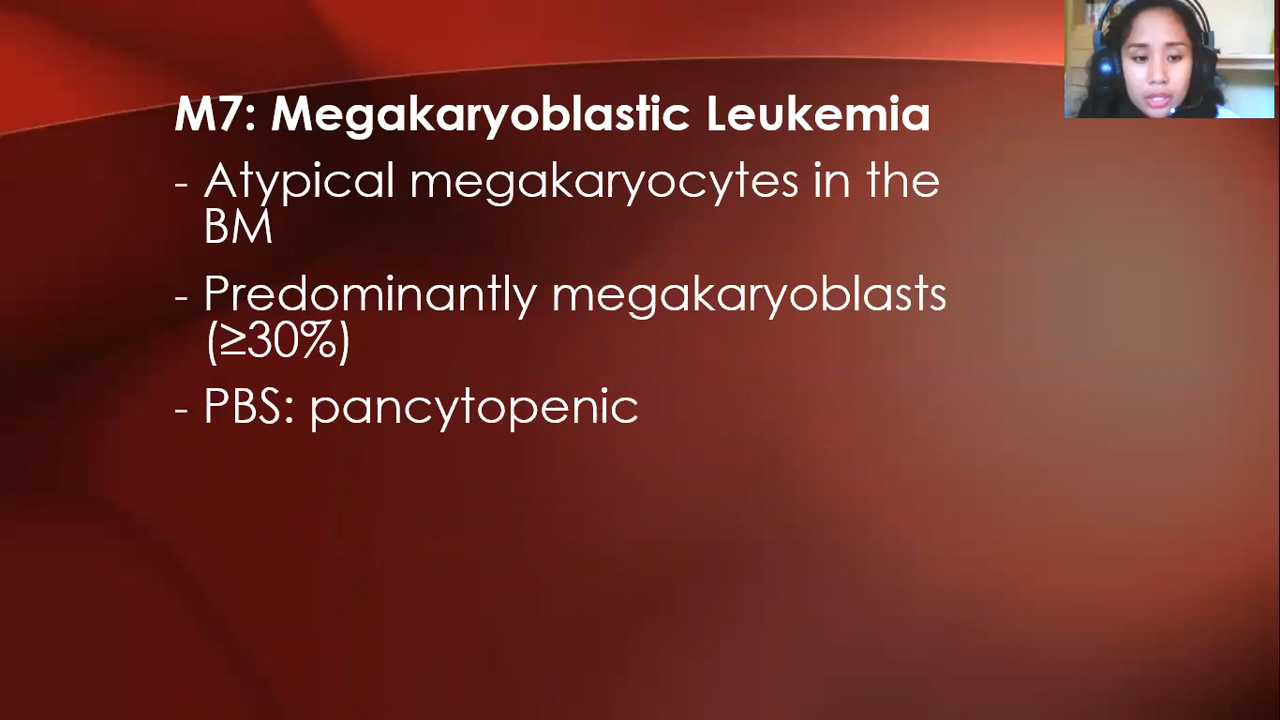 M7: Megakaryoblastic Leukemia
- Atypical megakaryocytes in the
BM
- Predominantly megakaryoblasts
(≥30%)
- PBS: pancytopenic